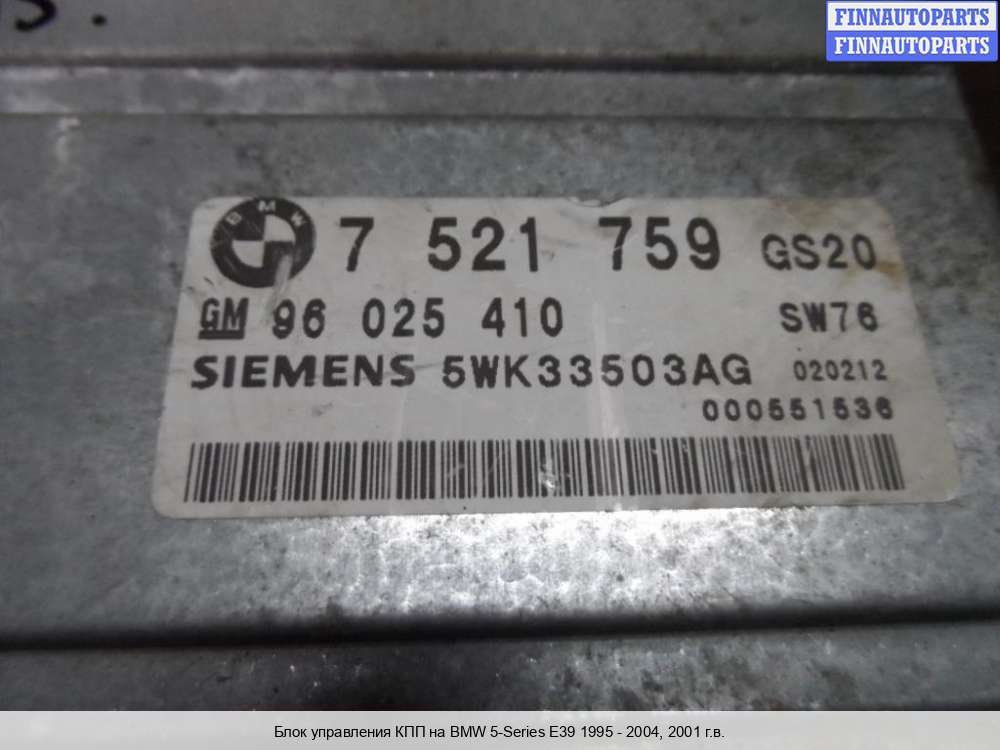 FINNAUTOPARTS
FINNAUTOPARTS
BMW 7 521 759 GS20
GM 96 025 410 SW76
SIEMENS 5WK33503AG 020212
000551536
Блок управления КПП на BMW 5-Series E39 1995 - 2004, 2001 г.в.